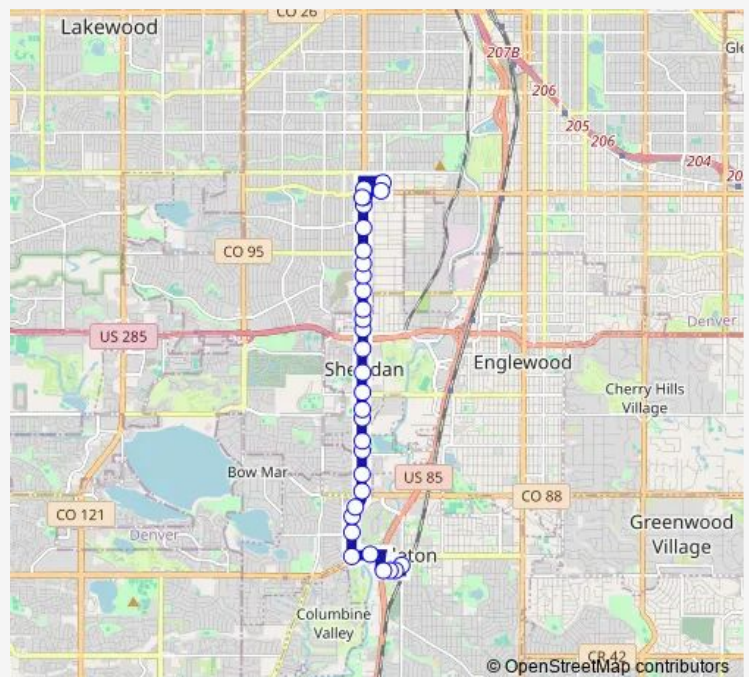 CO 26
Lakewood
207B
206
205
206
204
CO 95
US 285
Denver
Englewood
Cherry Hills
Village
Bow Mar
US 85
CO 121
CO 88
Denver
Greenwood
Village
Columbine
Valley
CR 42
© OpenStreetMap contributors